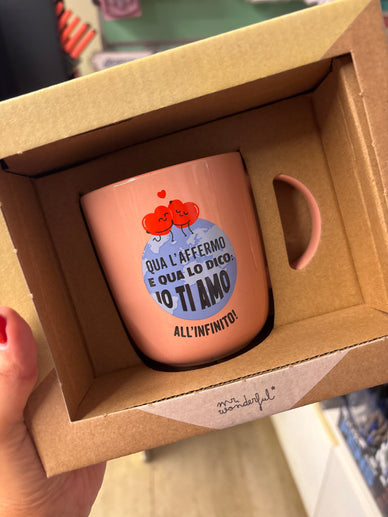 QUA L'AFFERMO
E QUA LO DICO:
IO TI AMO
ALL'INFINITO!
mr.
wonderful*